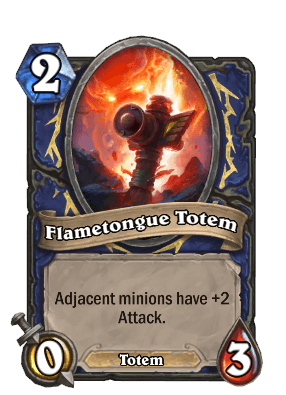 2
Flametongue Totem
Adjacent minions have +2
Attack.
0
Totem
3